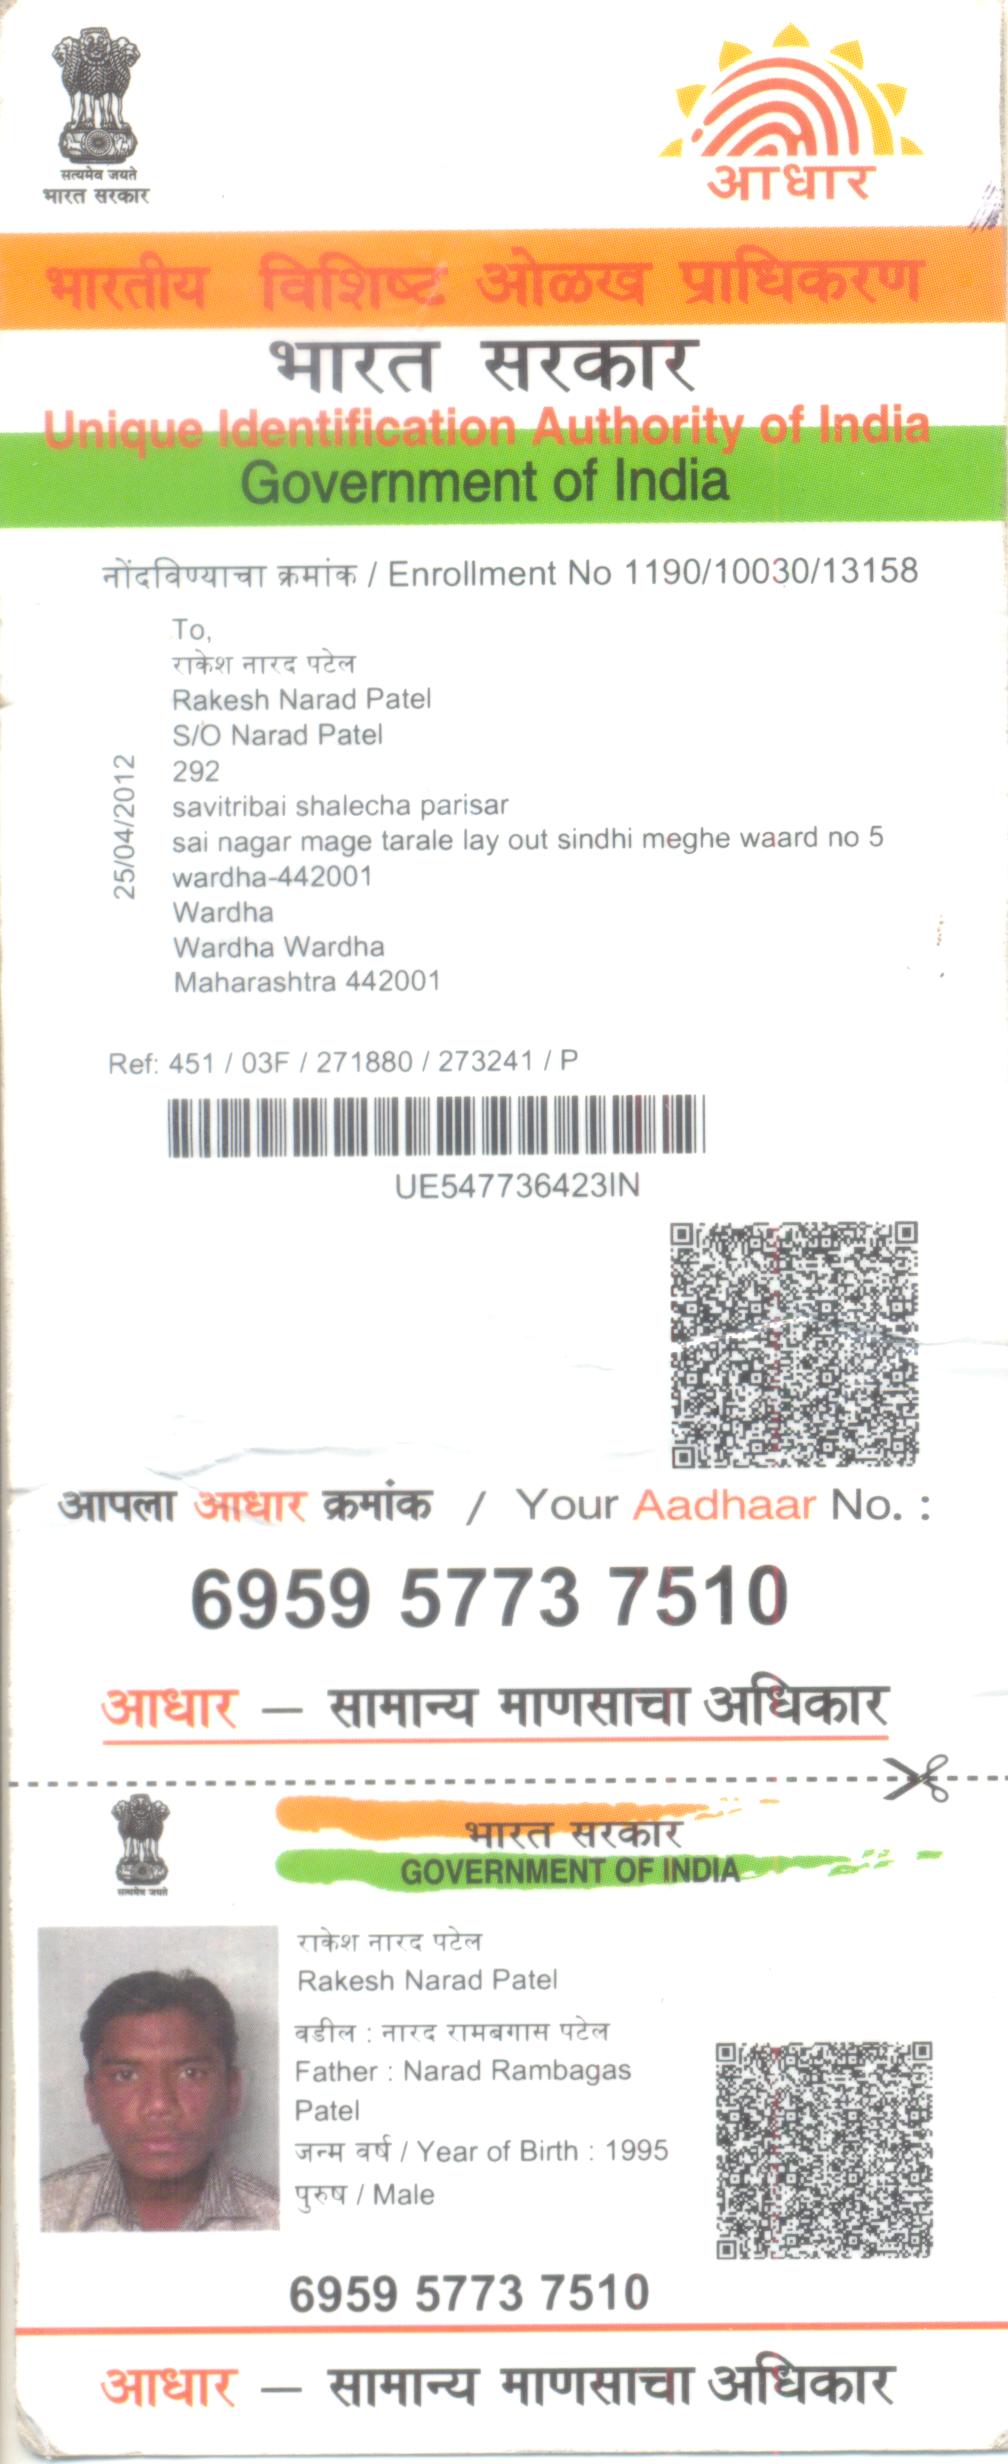 सत्यमेव जयते
भारत सरकार
आधार
भारतीय विशिष्ट ओळख प्राधिकरण
भारत सरकार
Unique Identification Authority of India
Government of India
नोंदविण्याचा क्रमांक / Enrollment No 1190/10030/13158
To,
राकेश नारद पटेल
Rakesh Narad Patel
S/O Narad Patel
292
savitribai shalecha parisar
sai nagar mage tarale lay out sindhi meghe waard no 5
wardha-442001
Wardha
Wardha Wardha
Maharashtra 442001
25/04/2012
Ref: 451 / 03F / 271880 / 273241 / P
UE547736423IN
आपला आधार क्रमांक / Your Aadhaar No. :
6959 5773 7510
आधार — सामान्य माणसाचा अधिकार
सत्यमेव जयते
भारत सरकार
GOVERNMENT OF INDIA
राकेश नारद पटेल
Rakesh Narad Patel
वडील : नारद रामबगास पटेल
Father : Narad Rambagas
Patel
जन्म वर्ष / Year of Birth : 1995
पुरुष / Male
6959 5773 7510
आधार — सामान्य माणसाचा अधिकार